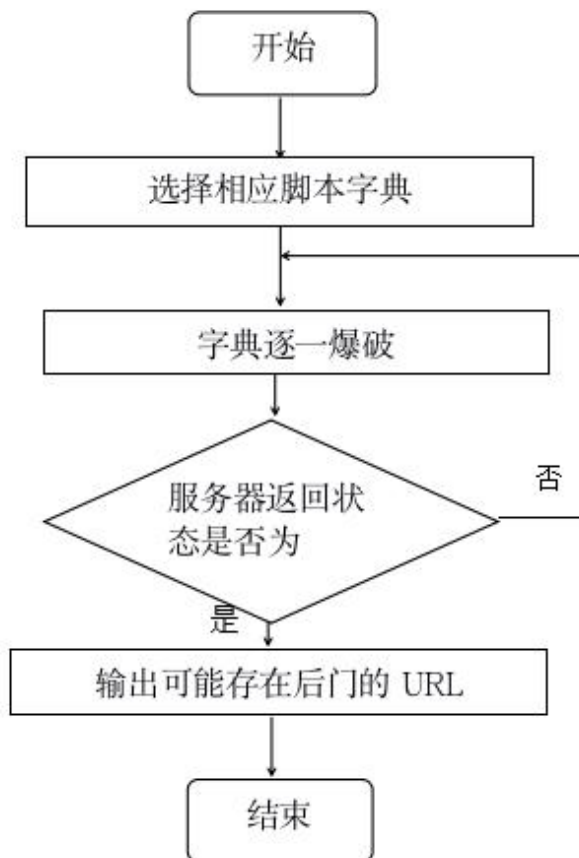 开始
选择相应脚本字典
字典逐一爆破
服务器返回状
态是否为
否
是
输出可能存在后门的 URL
结束